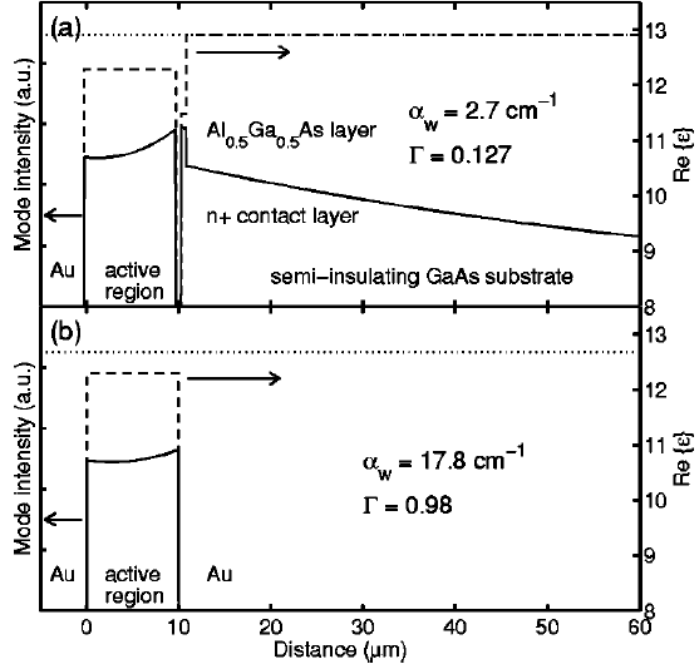 (a)
Mode intensity (a.u.)
13
12
11
10
9
8
Re {ε}
α_w = 2.7 cm⁻¹
Al₀.₅Ga₀.₅As layer
Γ = 0.127
n+ contact layer
Au
active
region
semi-insulating GaAs substrate
(b)
Mode intensity (a.u.)
13
12
11
10
9
8
Re {ε}
α_w = 17.8 cm⁻¹
Γ = 0.98
Au
active
region
Au
0
10
20
30
40
50
60
Distance (µm)